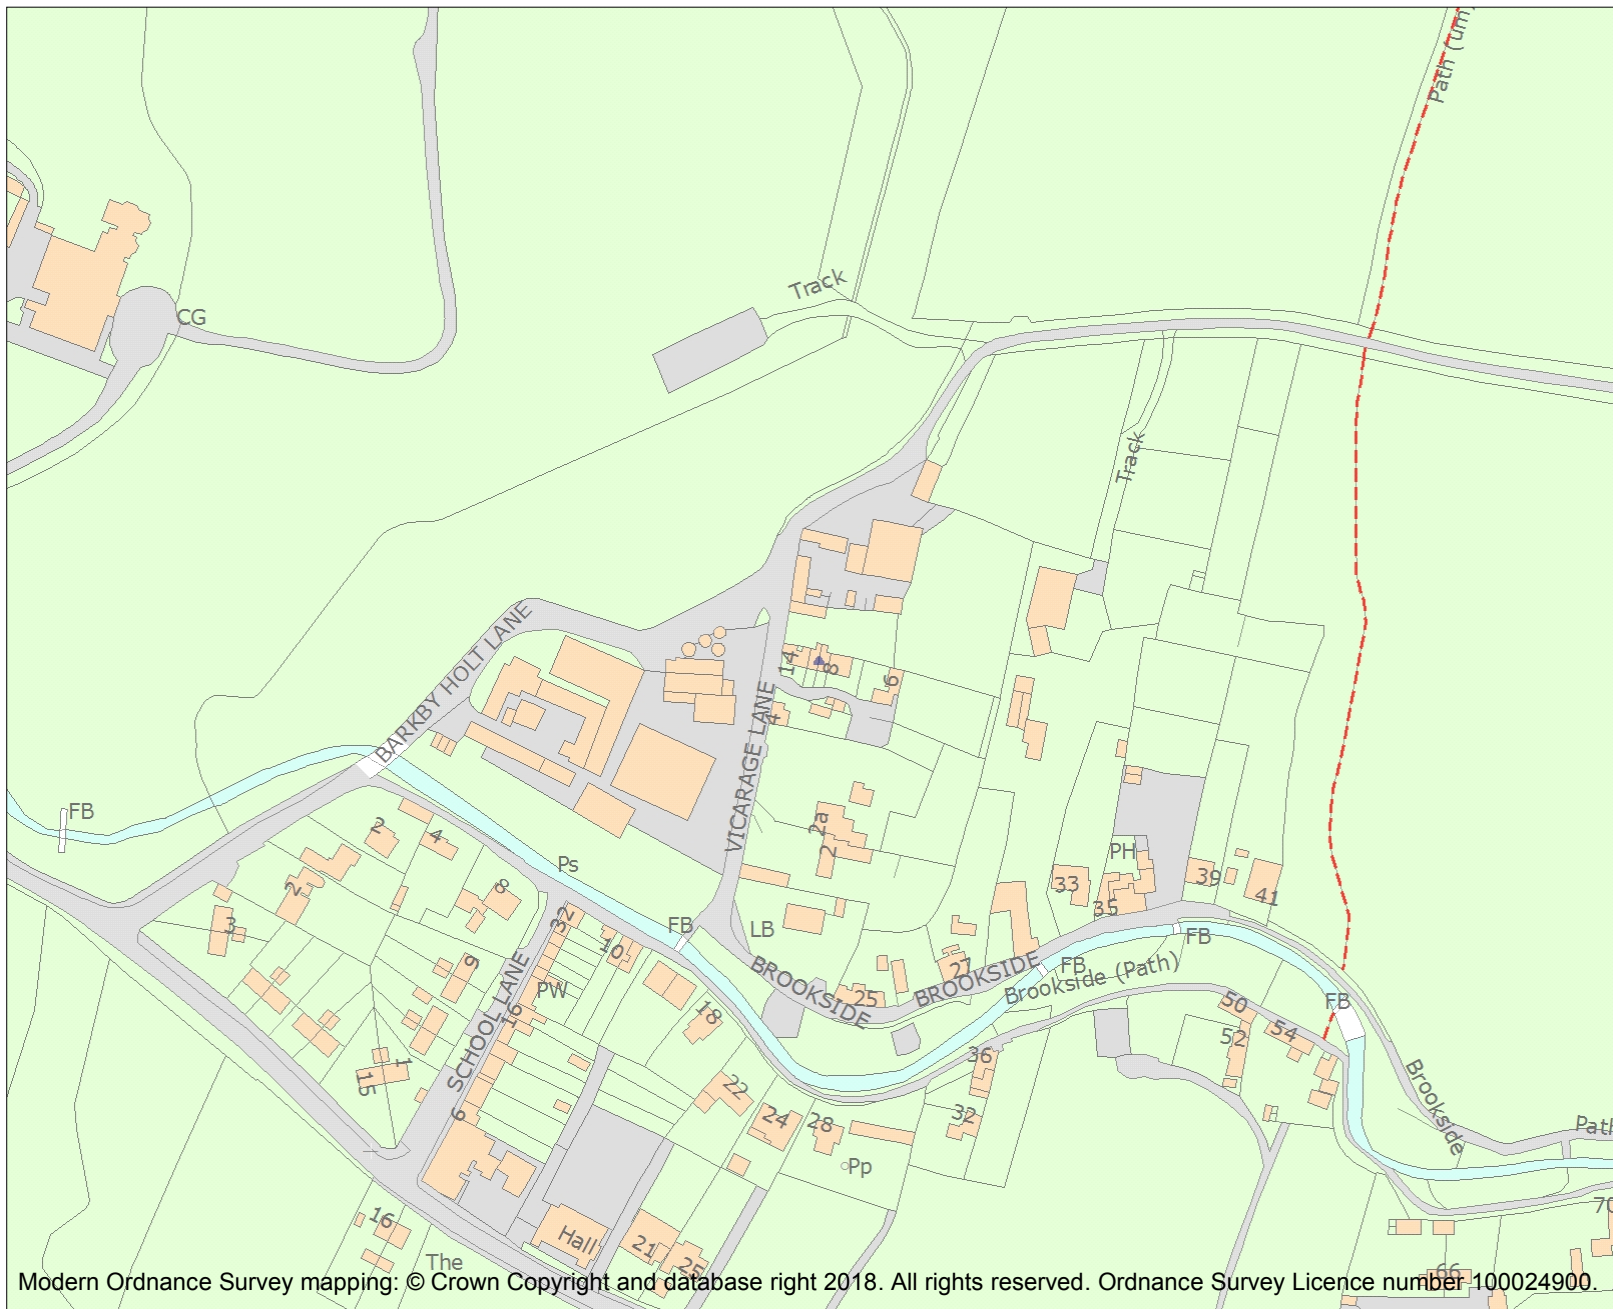 Path (um)
CG
Track
Track
BARKBY HOLT LANE
14
8
6
4
VICARAGE LANE
FB
2
4
2a
2
PH
Ps
2
8
33
39
41
35
3
32
FB
LB
FB
10
9
SCHOOL LANE
PW
BROOKSIDE
27
BROOKSIDE
FB
Brookside (Path)
25
16
18
50
FB
54
52
1
15
36
Brookside
22
6
24
28
32
Path
Pp
16
Hall
21
25
The
70
66
Modern Ordnance Survey mapping: © Crown Copyright and database right 2018. All rights reserved. Ordnance Survey Licence number 100024900.